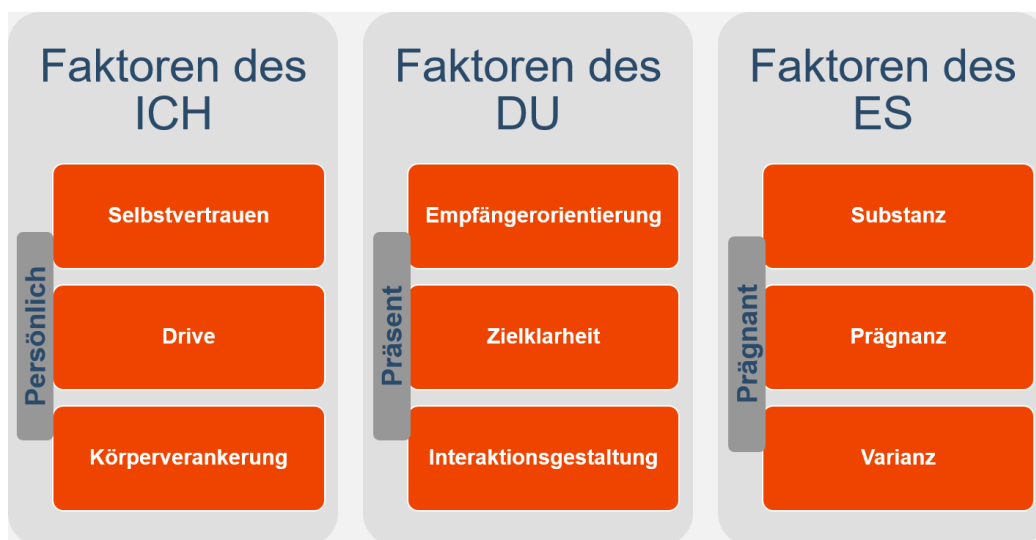 Faktoren des
ICH
Persönlich
Selbstvertrauen
Drive
Körperverankerung
Faktoren des
DU
Präsent
Empfängerorientierung
Zielklarheit
Interaktionsgestaltung
Faktoren des
ES
Prägnant
Substanz
Prägnanz
Varianz